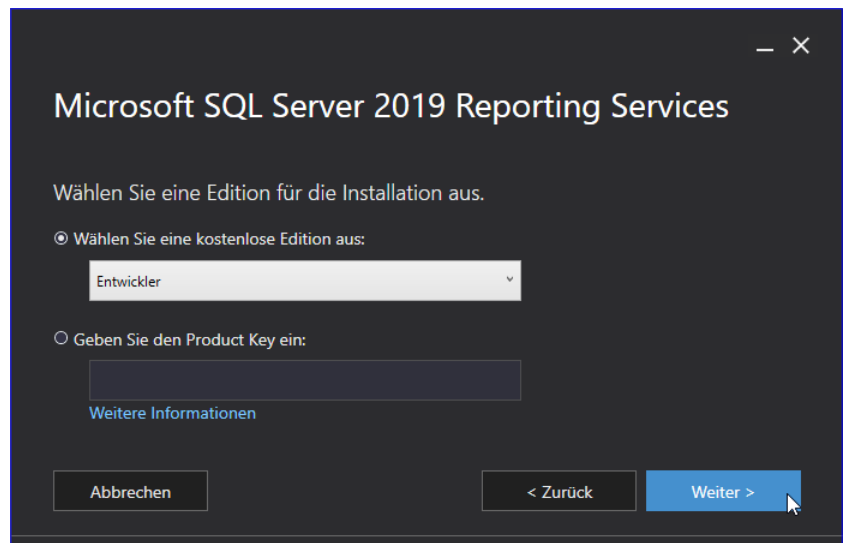 Microsoft SQL Server 2019 Reporting Services
Wählen Sie eine Edition für die Installation aus.
Wählen Sie eine kostenlose Edition aus:
Entwickler
Geben Sie den Product Key ein:
Weitere Informationen
Abbrechen
< Zurück
Weiter >